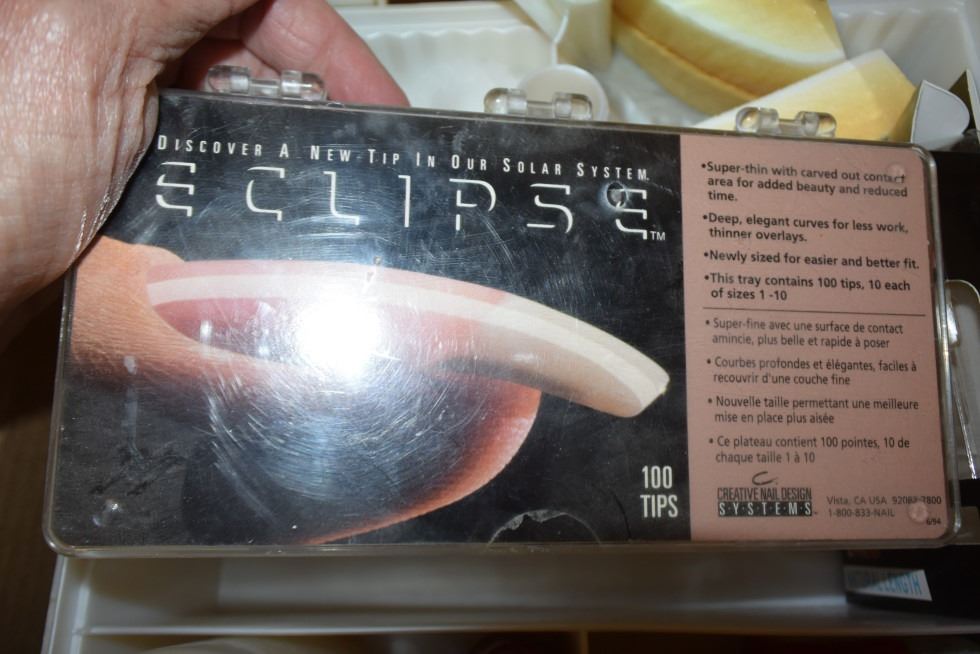 DISCOVER A NEW TIP IN OUR SOLAR SYSTEM.
ECLIPSE™
100
TIPS
•Super-thin with carved out contact
area for added beauty and reduced
time.
•Deep, elegant curves for less work,
thinner overlays.
•Newly sized for easier and better fit.
•This tray contains 100 tips, 10 each
of sizes 1 -10
• Super-fine avec une surface de contact
amincie, plus belle et rapide à poser
• Courbes profondes et élégantes, faciles à
recouvrir d'une couche fine
• Nouvelle taille permettant une meilleure
mise en place plus aisée
• Ce plateau contient 100 pointes, 10 de
chaque taille 1 à 10
CREATIVE NAIL DESIGN
SYSTEMS™
Vista, CA USA
1-800-833-NAIL
6/94
LENGTH